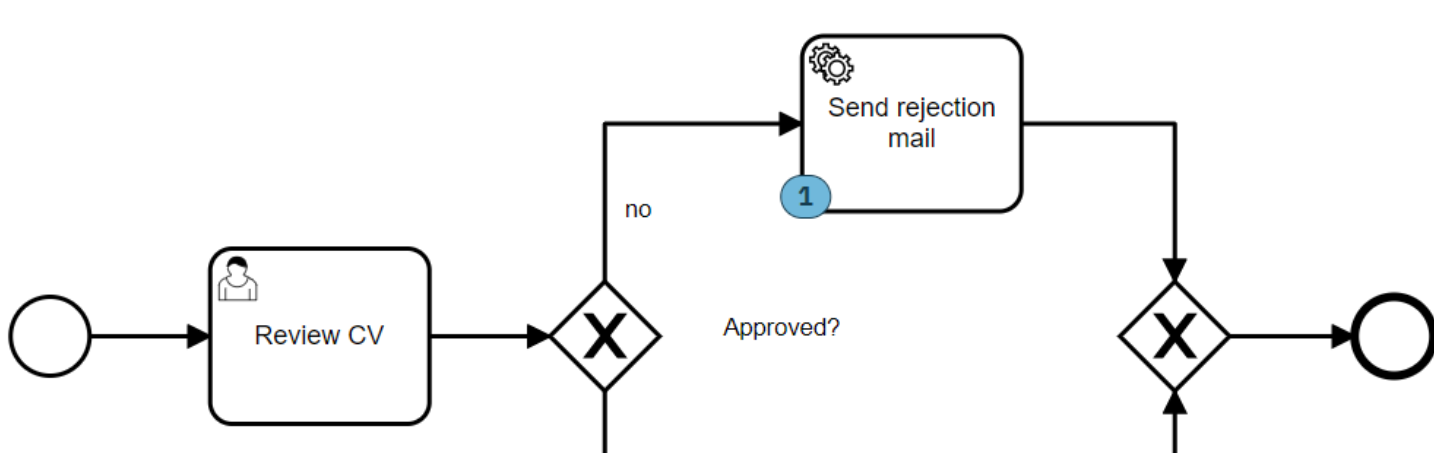 Send rejection
mail
1
no
Review CV
Approved?